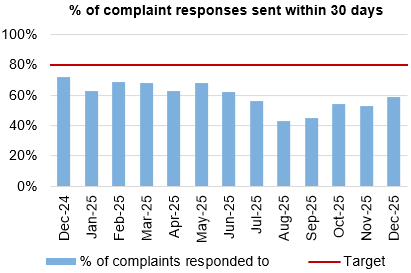 % of complaint responses sent within 30 days
100%
80%
60%
40%
20%
0%
Dec-24
Jan-25
Feb-25
Mar-25
Apr-25
May-25
Jun-25
Jul-25
Aug-25
Sep-25
Oct-25
Nov-25
Dec-25
% of complaints responded to
Target